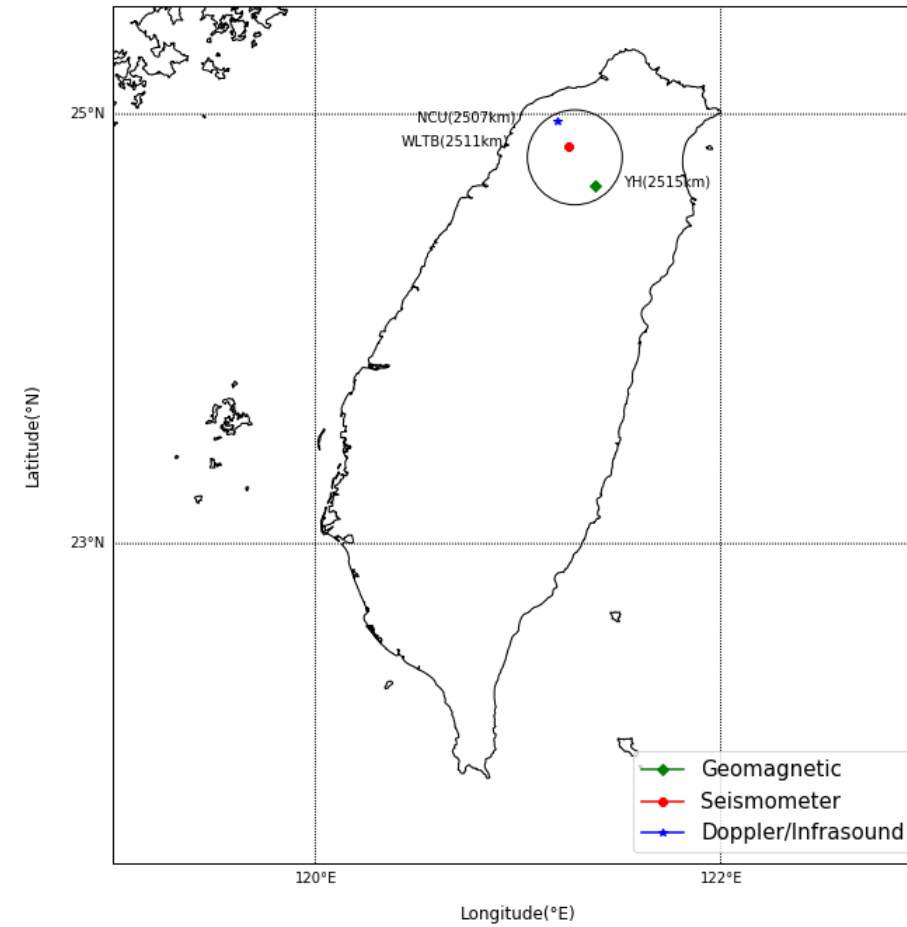 25°N
NCU(2507km)
WLTB(2511km)
YH(2515km)
Latitude(°N)
23°N
Geomagnetic
Seismometer
Doppler/Infrasound
120°E
122°E
Longitude(°E)